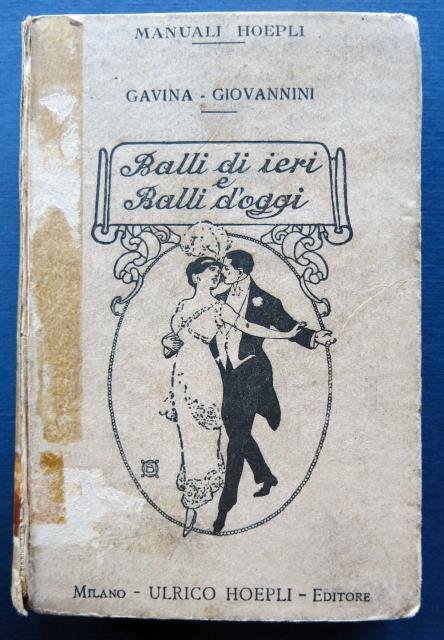 MANUALI HOEPLI
GAVINA - GIOVANNINI
Balli di ieri
e
Balli d'oggi
MILANO - ULRICO HOEPLI - EDITORE